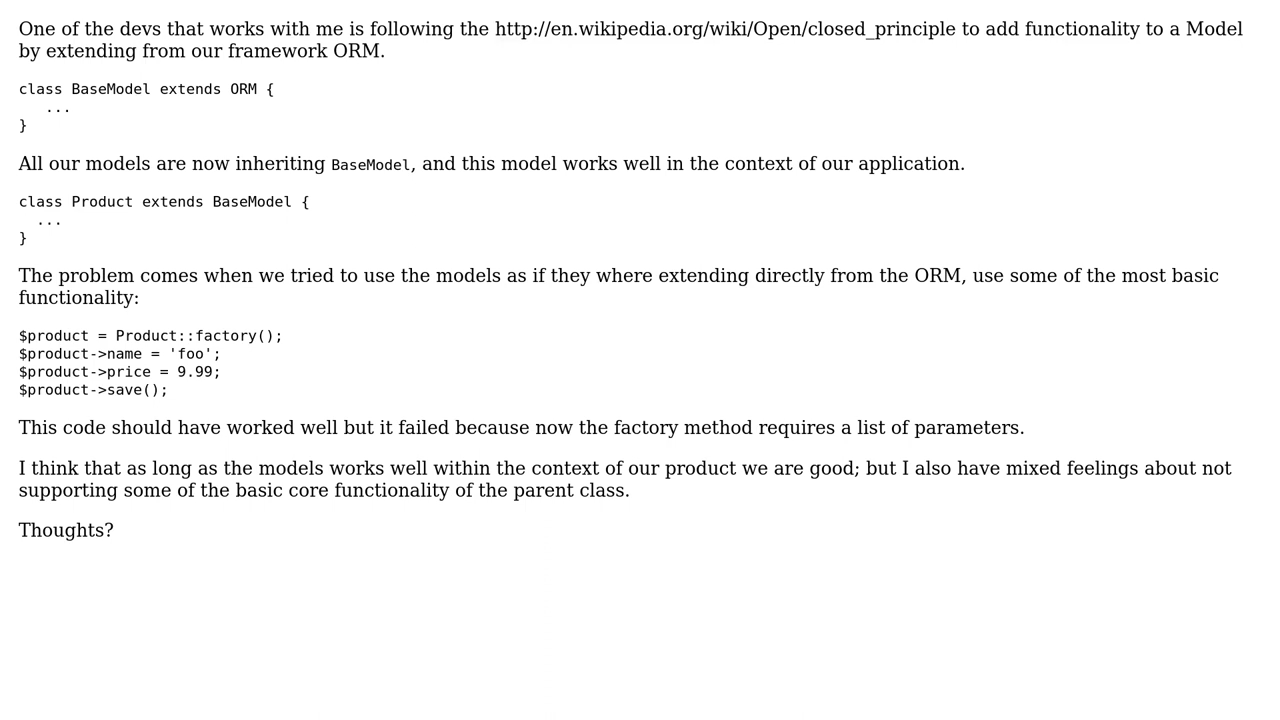 One of the devs that works with me is following the http://en.wikipedia.org/wiki/Open/closed_principle to add functionality to a Model
by extending from our framework ORM.
class BaseModel extends ORM {
...
}
All our models are now inheriting BaseModel, and this model works well in the context of our application.
class Product extends BaseModel {
...
}
The problem comes when we tried to use the models as if they where extending directly from the ORM, use some of the most basic
functionality:
$product = Product::factory();
$product->name = 'foo';
$product->price = 9.99;
$product->save();
This code should have worked well but it failed because now the factory method requires a list of parameters.
I think that as long as the models works well within the context of our product we are good; but I also have mixed feelings about not
supporting some of the basic core functionality of the parent class.
Thoughts?